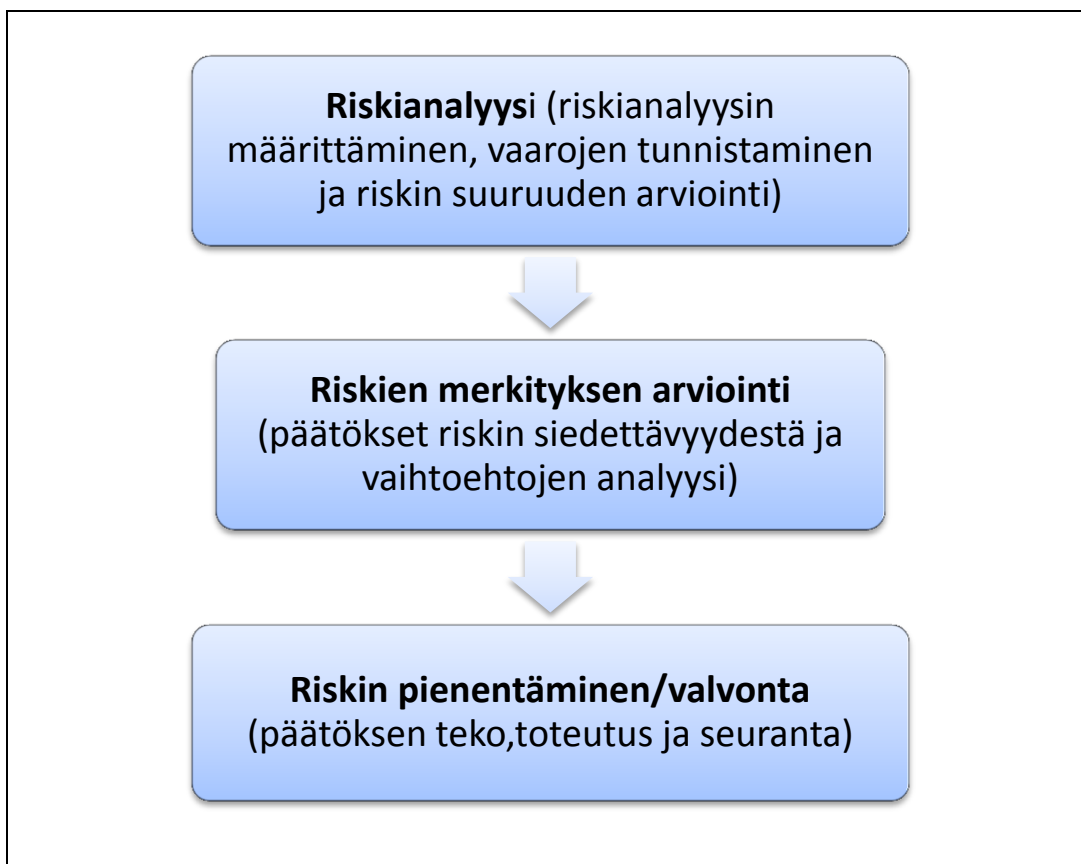 Riskianalyysi (riskianalyysin
määrittäminen, vaarojen tunnistaminen
ja riskin suuruuden arviointi)
Riskien merkityksen arviointi
(päätökset riskin siedettävyydestä ja
vaihtoehtojen analyysi)
Riskin pienentäminen/valvonta
(päätöksen teko,toteutus ja seuranta)